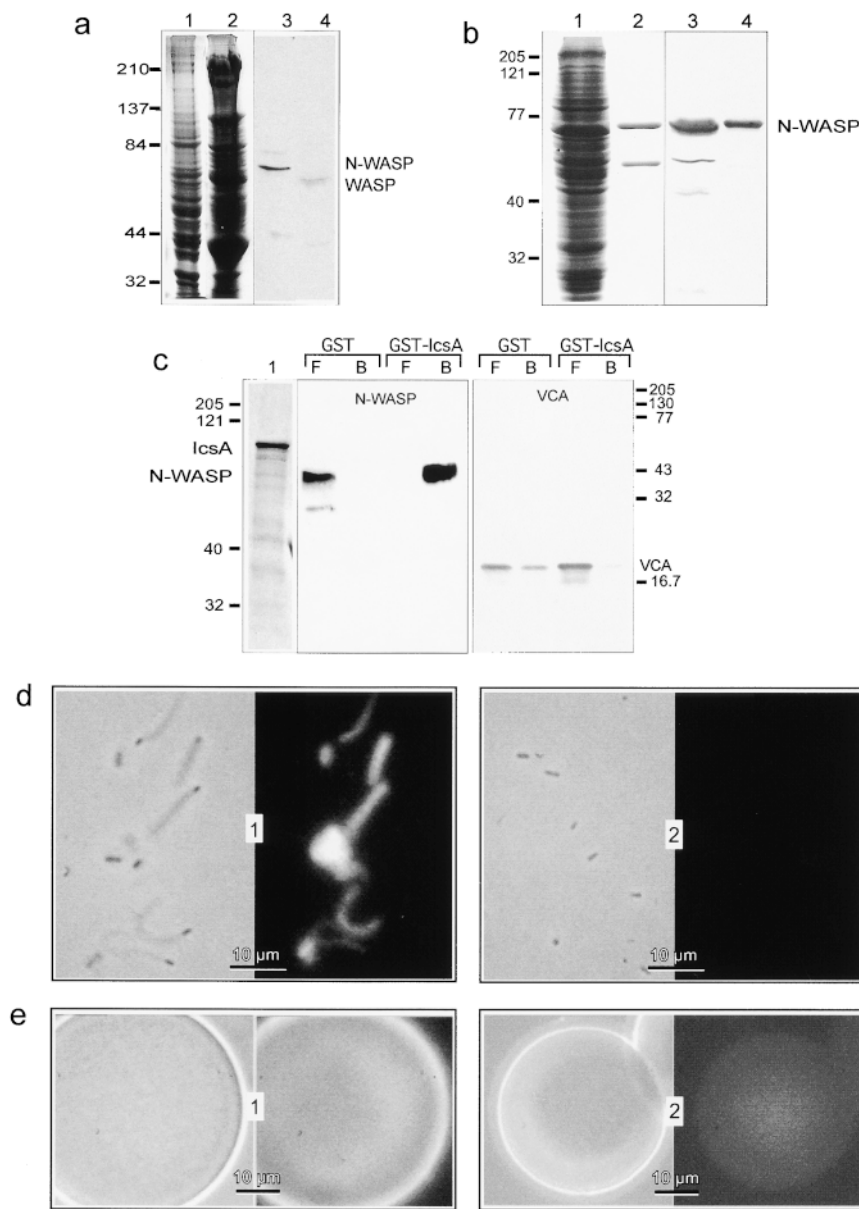 a
1 2 3 4
210
137
84
44
32
N-WASP
WASP
b
1 2 3 4
205
121
77
40
32
N-WASP
c
1
GST GST-IcsA
F B F B
205
121
IcsA
N-WASP
40
32
N-WASP
GST GST-IcsA
F B F B
VCA
205
130
77
43
32
VCA
16.7
d
1
10 µm
2
10 µm
e
1
10 µm
2
10 µm